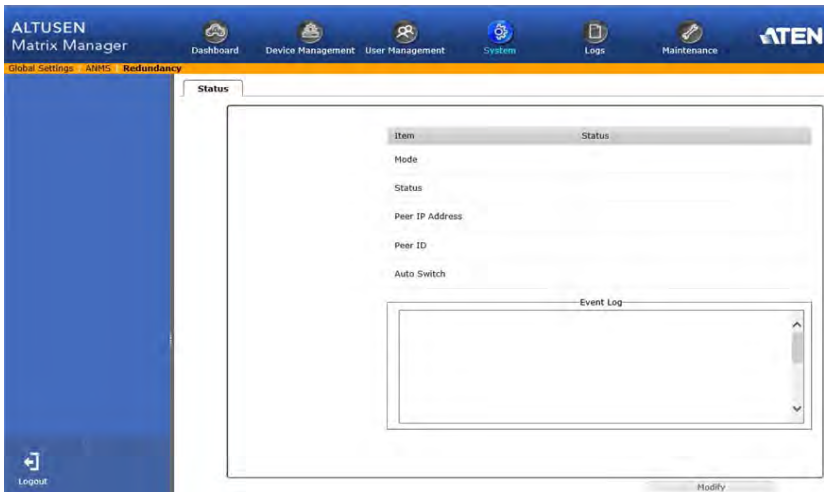 ALTUSEN
Matrix Manager
Dashboard Device Management User Management System Logs Maintenance
ATEN
Global Settings ANMS Redundancy
Status
Item Status
Mode
Status
Peer IP Address
Peer ID
Auto Switch
Event Log
Logout
Modify